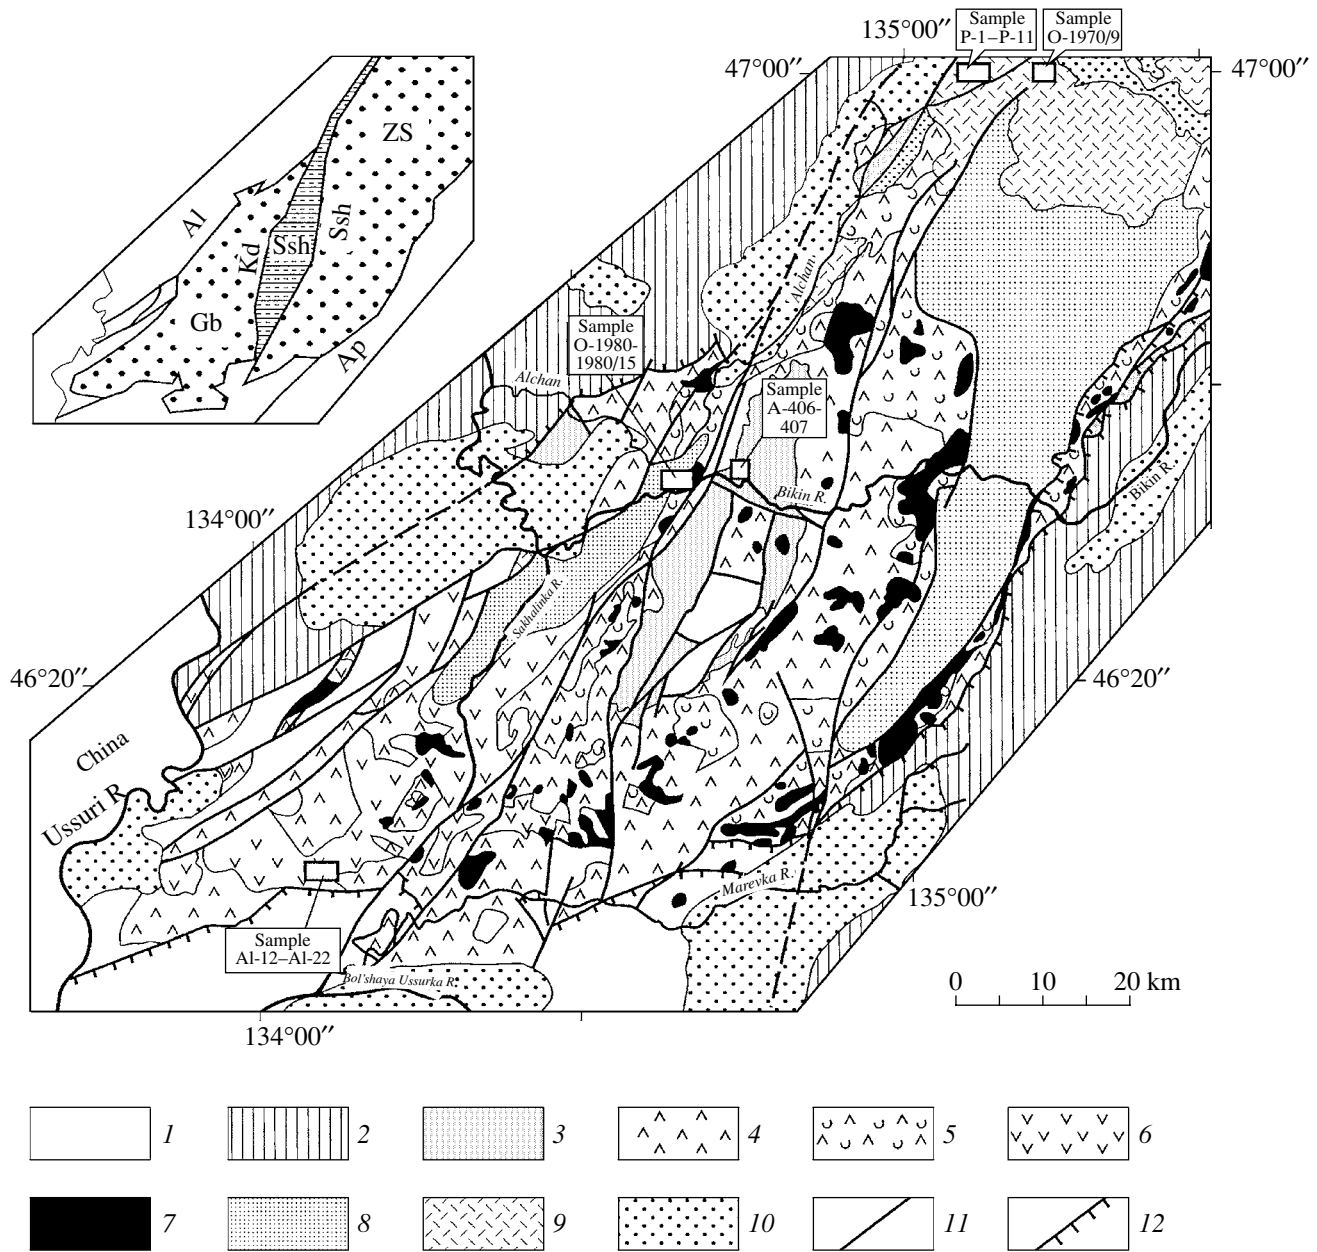 135°00″
Sample
P-1–P-11
Sample
O-1970/9
47°00″
47°00″
ZS
Al
Kd
Ssh
Ssh
Gb
Ap
Alchan
Sample
O-1980-
1980/15
Alchan
Sample
A-406-
407
Bikin R.
Bikin R.
134°00″
Sakhalinka R.
46°20″
46°20″
China
Ussuri R.
Marevka R.
135°00″
Sample
Al-12–Al-22
Bol'shaya Ussurka R.
0 10 20 km
134°00″
1 2 3 4 5 6
7 8 9 10 11 12